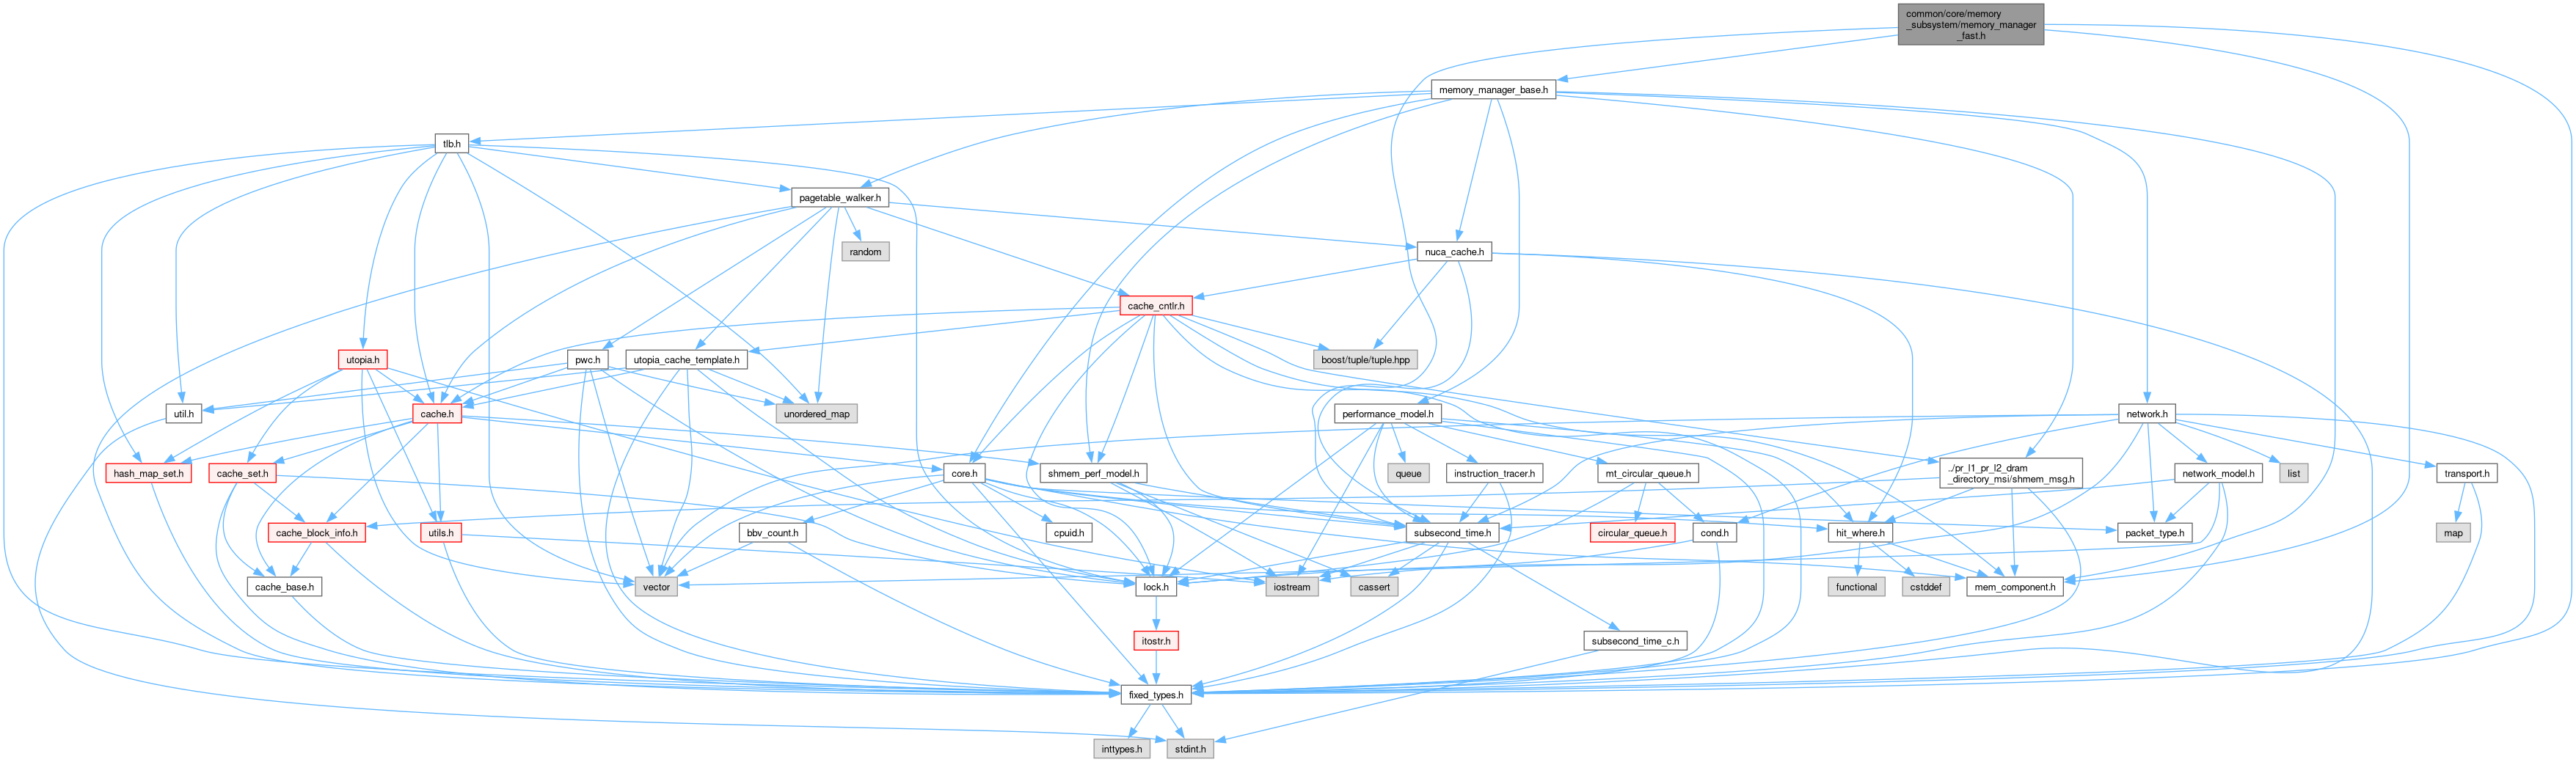 common/core/memory
_subsystem/memory_manager
_fast.h
memory_manager_base.h
tlb.h
pagetable_walker.h
random
nuca_cache.h
cache_cntlr.h
utopia.h
pwc.h
utopia_cache_template.h
boost/tuple/tuple.hpp
util.h
cache.h
unordered_map
performance_model.h
network.h
hash_map_set.h
cache_set.h
core.h
shmem_perf_model.h
queue
instruction_tracer.h
mt_circular_queue.h
../pr_l1_pr_l2_dram
_directory_msi/shmem_msg.h
network_model.h
list
transport.h
cache_block_info.h
utils.h
bbv_count.h
cpuid.h
subsecond_time.h
circular_queue.h
cond.h
hit_where.h
packet_type.h
map
cache_base.h
vector
lock.h
iostream
cassert
functional
cstddef
mem_component.h
itostr.h
subsecond_time_c.h
fixed_types.h
inttypes.h
stdint.h